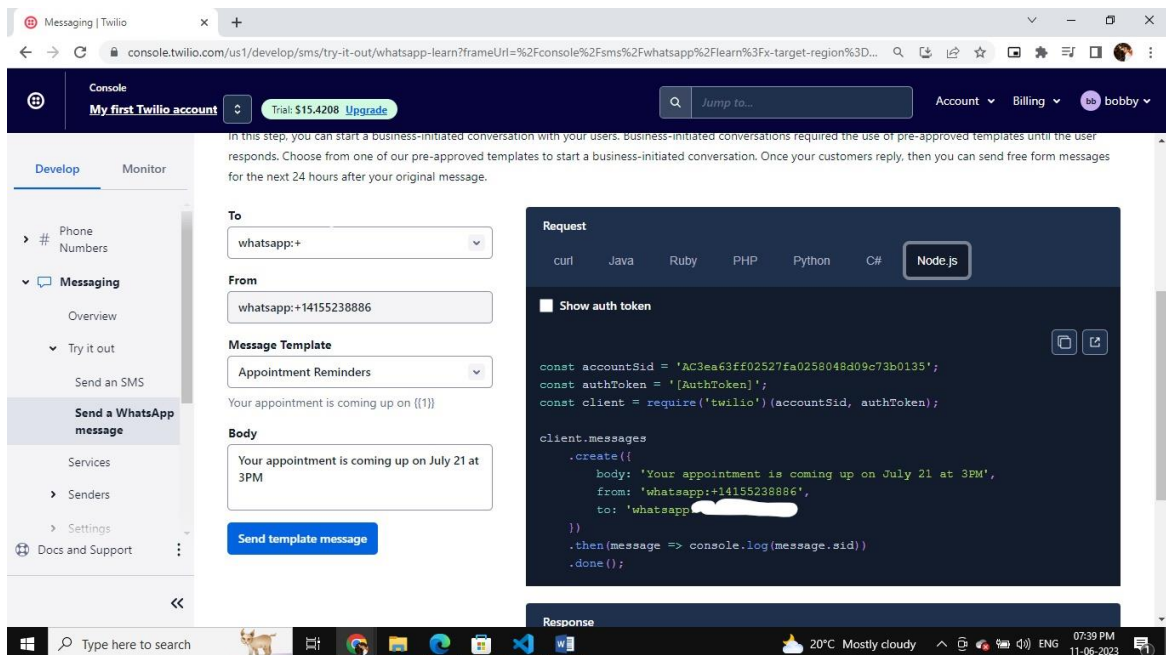 Messaging | Twilio
console.twilio.com/us1/develop/sms/try-it-out/whatsapp-learn?frameUrl=%2Fconsole%2Fsms%2Fwhatsapp%2Flearn%3Fx-target-region%3D...
Console
My first Twilio account
Trial: $15.4208 Upgrade
Jump to...
Account
Billing
bb bobby
In this step, you can start a business-initiated conversation with your users. Business-initiated conversations required the use of pre-approved templates until the user
responds. Choose from one of our pre-approved templates to start a business-initiated conversation. Once your customers reply, then you can send free form messages
for the next 24 hours after your original message.
Develop Monitor
# Phone
Numbers
Messaging
Overview
Try it out
Send an SMS
Send a WhatsApp
message
Services
Senders
Settings
Docs and Support
To
whatsapp:+
From
whatsapp:+14155238886
Message Template
Appointment Reminders
Your appointment is coming up on {{1}}
Body
Your appointment is coming up on July 21 at
3PM
Send template message
Request
curl Java Ruby PHP Python C# Node.js
Show auth token
const accountSid = 'AC3ea63ff02527fa0258048d09c73b0135';
const authToken = '[AuthToken]';
const client = require('twilio')(accountSid, authToken);
client.messages
.create({
body: 'Your appointment is coming up on July 21 at 3PM',
from: 'whatsapp:+14155238886',
to: 'whatsapp:
})
.then(message => console.log(message.sid))
.done();
Response
Type here to search
20°C Mostly cloudy
ENG
07:39 PM
11-06-2023